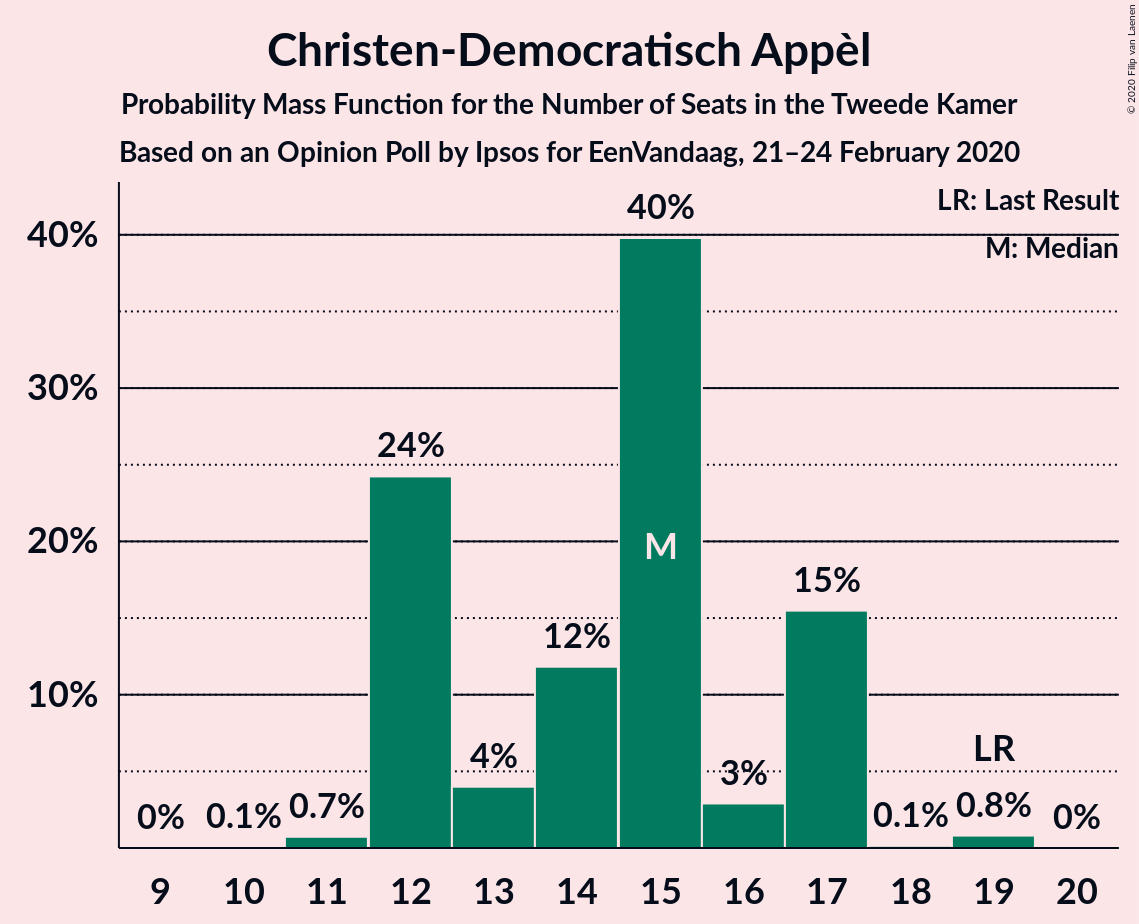 Christen-Democratisch Appèl
Probability Mass Function for the Number of Seats in the Tweede Kamer
Based on an Opinion Poll by Ipsos for EenVandaag, 21–24 February 2020
© 2020 Filip van Laenen
LR: Last Result
M: Median
40%
30%
20%
10%
0%
0.1%
0.7%
24%
4%
12%
40%
M
3%
15%
0.1%
LR
0.8%
0%
9 10 11 12 13 14 15 16 17 18 19 20